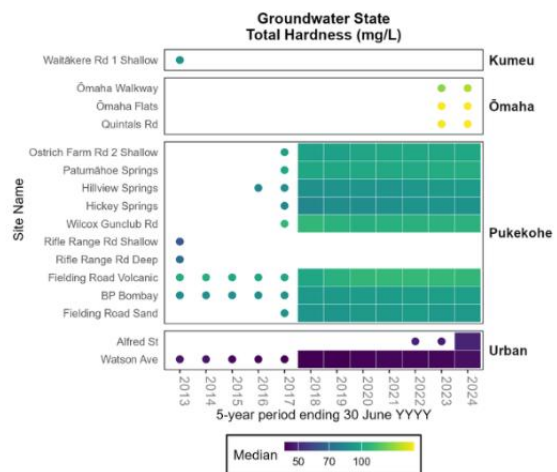 Groundwater State
Total Hardness (mg/L)
Waitākere Rd 1 Shallow
Kumeu
Ōmaha Walkway
Ōmaha Flats
Quintals Rd
Ōmaha
Ostrich Farm Rd 2 Shallow
Patumāhoe Springs
Hillview Springs
Hickey Springs
Wilcox Gunclub Rd
Rifle Range Rd Shallow
Rifle Range Rd Deep
Fielding Road Volcanic
BP Bombay
Fielding Road Sand
Pukekohe
Alfred St
Watson Ave
Urban
Site Name
2013 2014 2015 2016 2017 2018 2019 2020 2021 2022 2023 2024
5-year period ending 30 June YYYY
Median
50 70 100